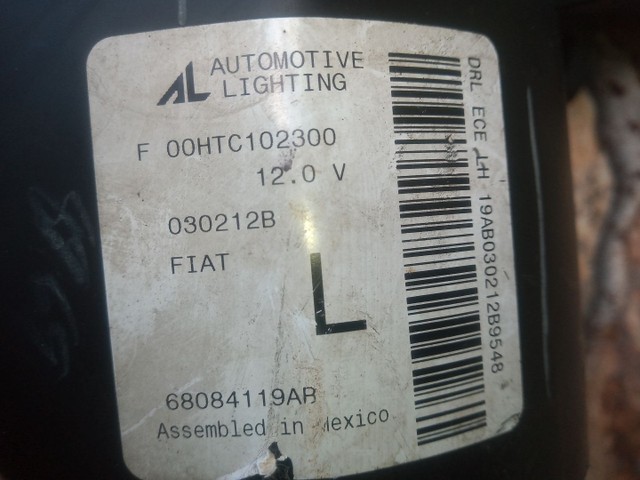 AL AUTOMOTIVE
LIGHTING
F 00HTC102300
12.0 V
030212B
FIAT
L
68084119AB
Assembled in Mexico
DRL ECE LH 19AB030212B9548